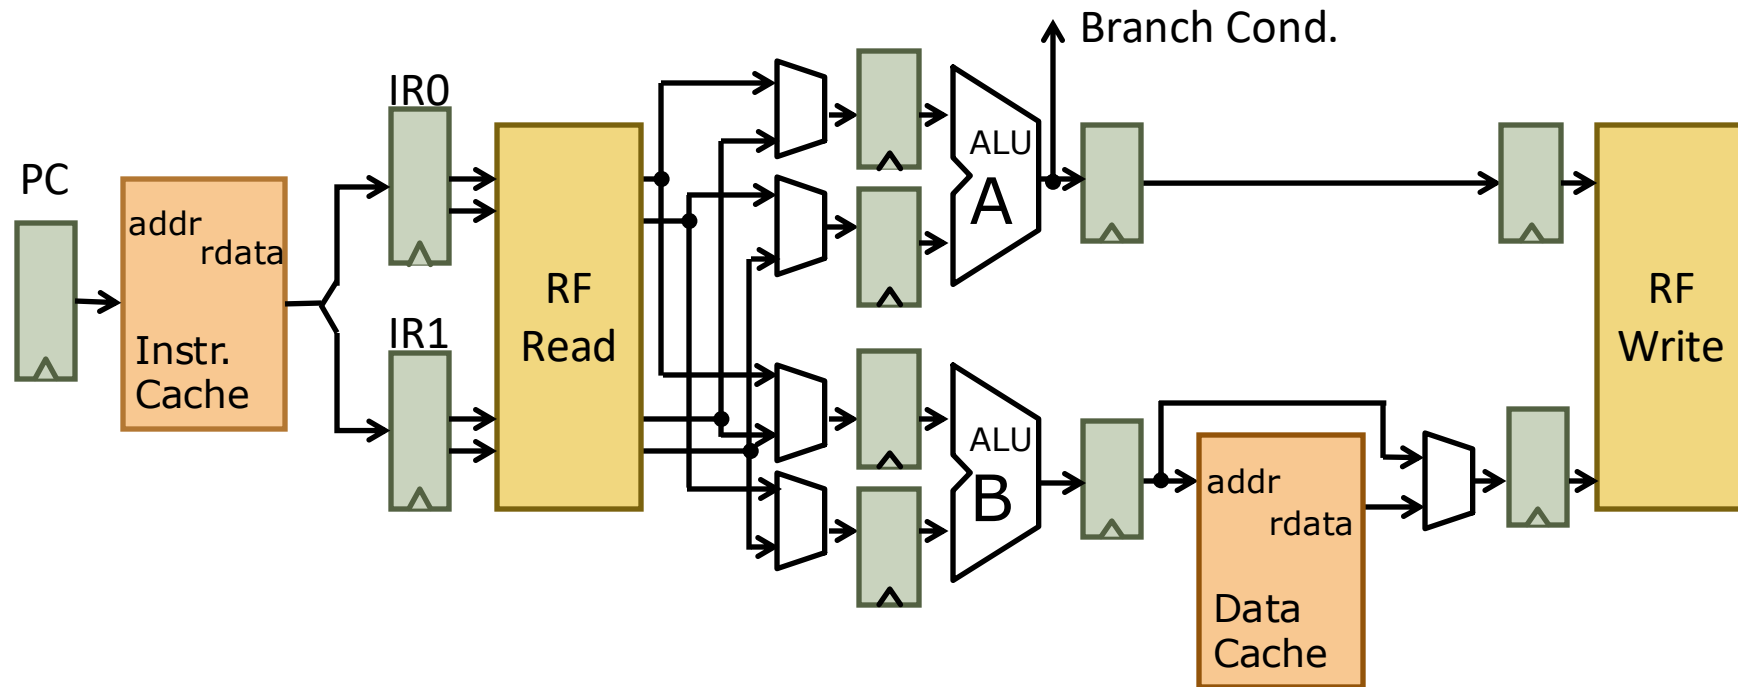 Branch Cond.
IR0
PC
addr
rdata
Instr.
Cache
IR1
RF
Read
ALU
A
ALU
B
addr
rdata
Data
Cache
RF
Write